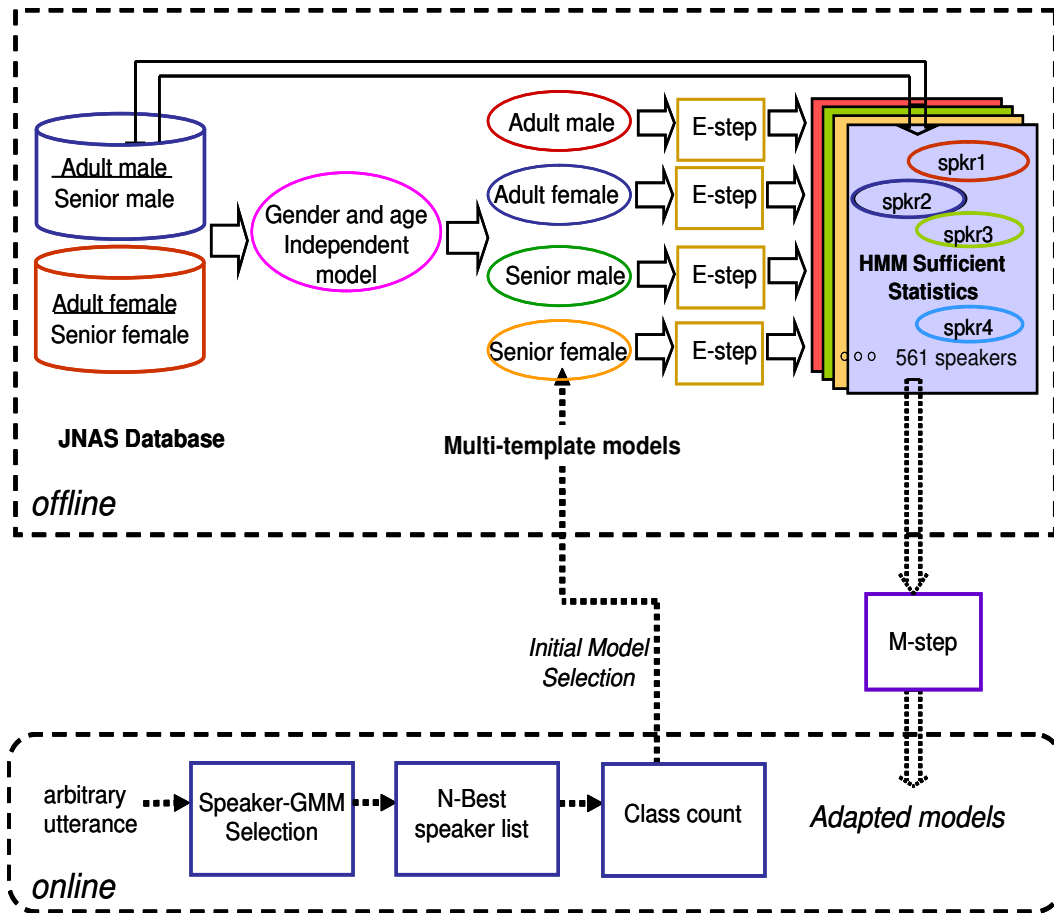 Adult male
Senior male
Adult female
Senior female
JNAS Database
offline
Gender and age
Independent
model
Adult male
Adult female
Senior male
Senior female
Multi-template models
E-step
E-step
E-step
E-step
spkr1
spkr2
spkr3
HMM Sufficient
Statistics
spkr4
561 speakers
Initial Model
Selection
M-step
arbitrary
utterance
Speaker-GMM
Selection
N-Best
speaker list
Class count
Adapted models
online